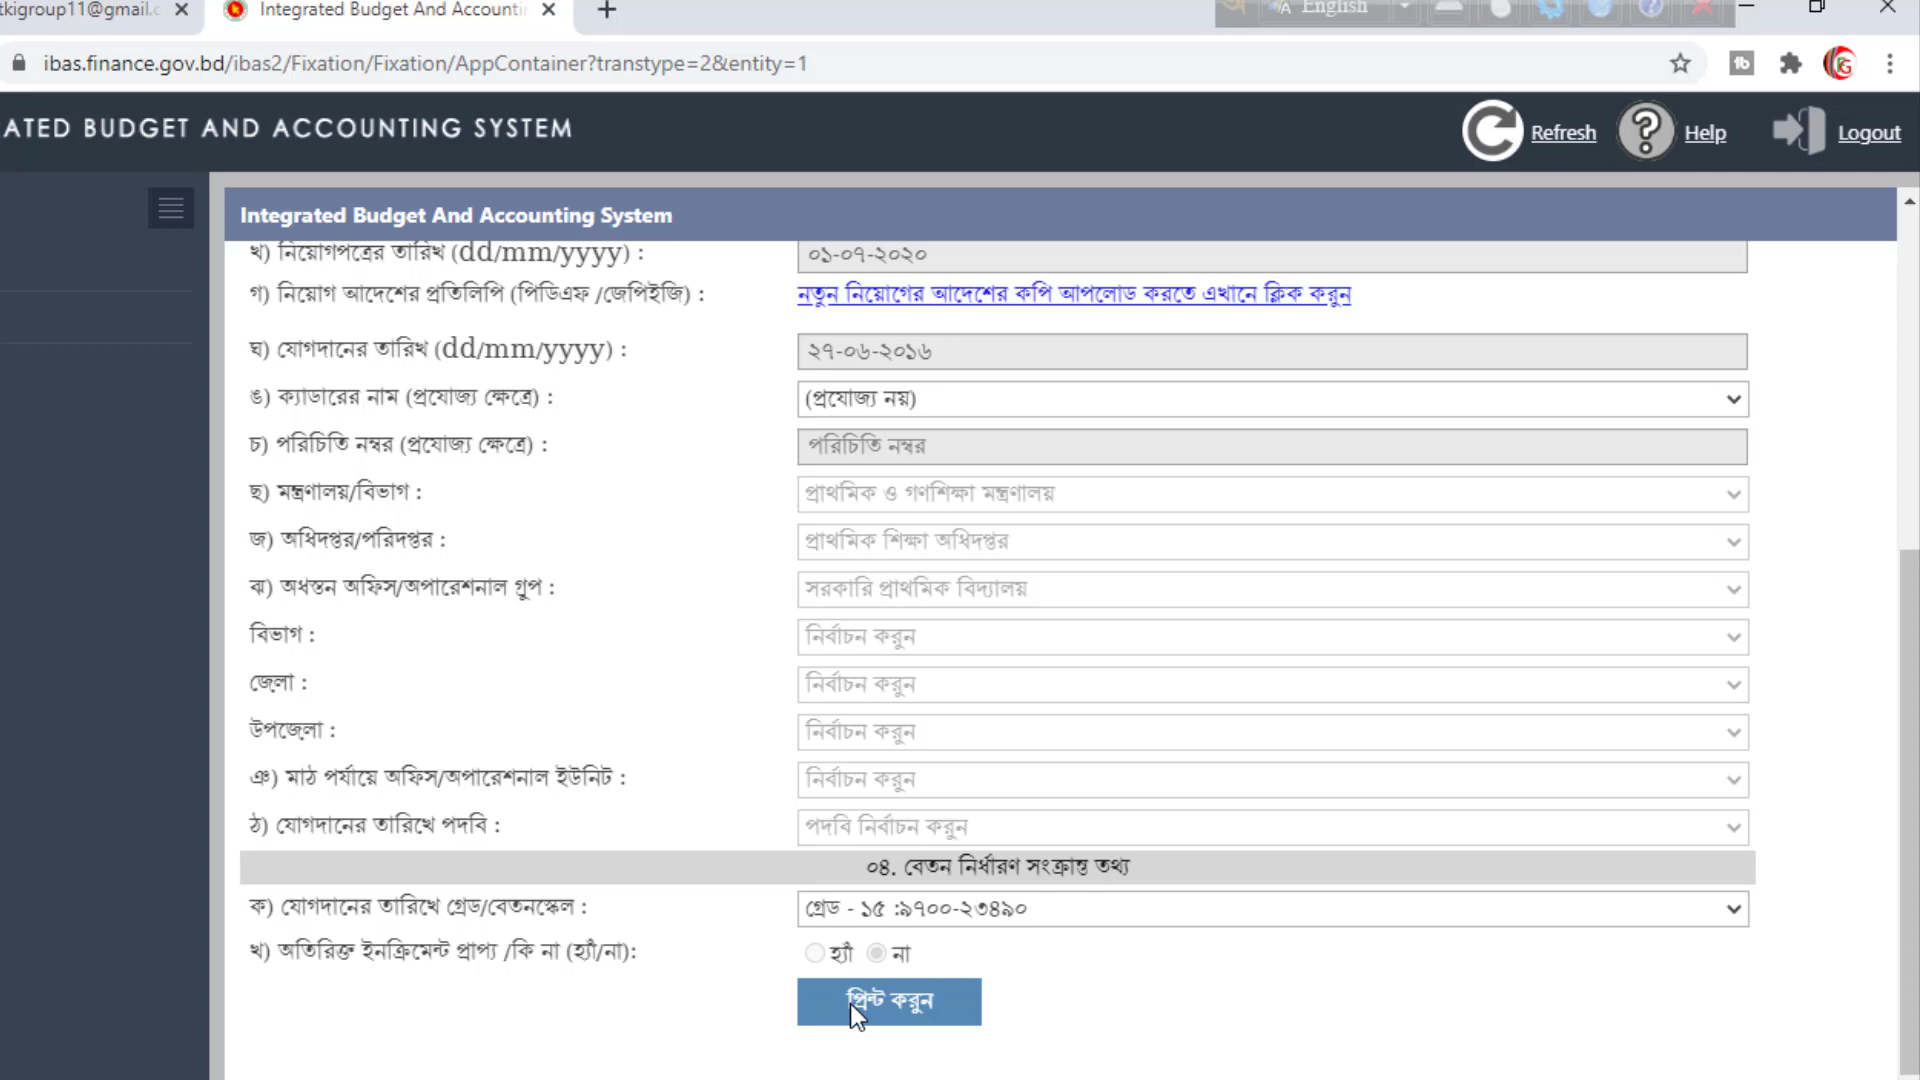 tkigroup11@gmail.c
Integrated Budget And Accounti
English
ibas.finance.gov.bd/ibas2/Fixation/Fixation/AppContainer?transtype=2&entity=1
ATED BUDGET AND ACCOUNTING SYSTEM
Refresh
Help
Logout
Integrated Budget And Accounting System
খ) নিয়োগপত্রের তারিখ (dd/mm/yyyy) : ০১-০৭-২০২০
গ) নিয়োগ আদেশের প্রতিলিপি (পিডিএফ /জেপিইজি) : নতুন নিয়োগের আদেশের কপি আপলোড করতে এখানে ক্লিক করুন
ঘ) যোগদানের তারিখ (dd/mm/yyyy) : ২৭-০৬-২০১৬
ঙ) ক্যাডারের নাম (প্রযোজ্য ক্ষেত্রে) : (প্রযোজ্য নয়)
চ) পরিচিতি নম্বর (প্রযোজ্য ক্ষেত্রে) : পরিচিতি নম্বর
ছ) মন্ত্রণালয়/বিভাগ : প্রাথমিক ও গণশিক্ষা মন্ত্রণালয়
জ) অধিদপ্তর/পরিদপ্তর : প্রাথমিক শিক্ষা অধিদপ্তর
ঝ) অধস্তন অফিস/অপারেশনাল গ্রুপ : সরকারি প্রাথমিক বিদ্যালয়
বিভাগ : নির্বাচন করুন
জেলা : নির্বাচন করুন
উপজেলা : নির্বাচন করুন
ঞ) মাঠ পর্যায়ে অফিস/অপারেশনাল ইউনিট : নির্বাচন করুন
ঠ) যোগদানের তারিখে পদবি : পদবি নির্বাচন করুন
০৪. বেতন নির্ধারণ সংক্রান্ত তথ্য
ক) যোগদানের তারিখে গ্রেড/বেতনস্কেল : গ্রেড - ১৫ :৯৭০০-২৩৪৯০
খ) অতিরিক্ত ইনক্রিমেন্ট প্রাপ্য /কি না (হ্যাঁ/না): হ্যাঁ না
প্রিন্ট করুন